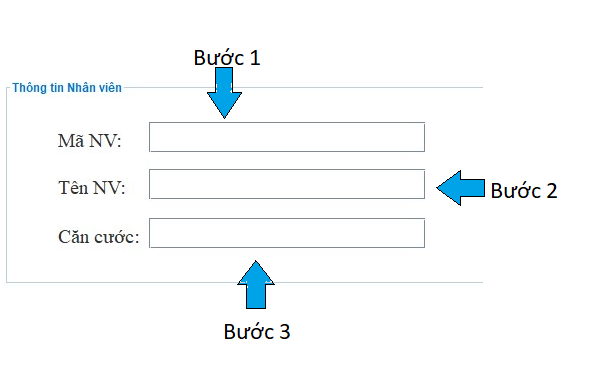 Bước 1
Thông tin Nhân viên
Mã NV:
Tên NV:
Bước 2
Căn cước:
Bước 3